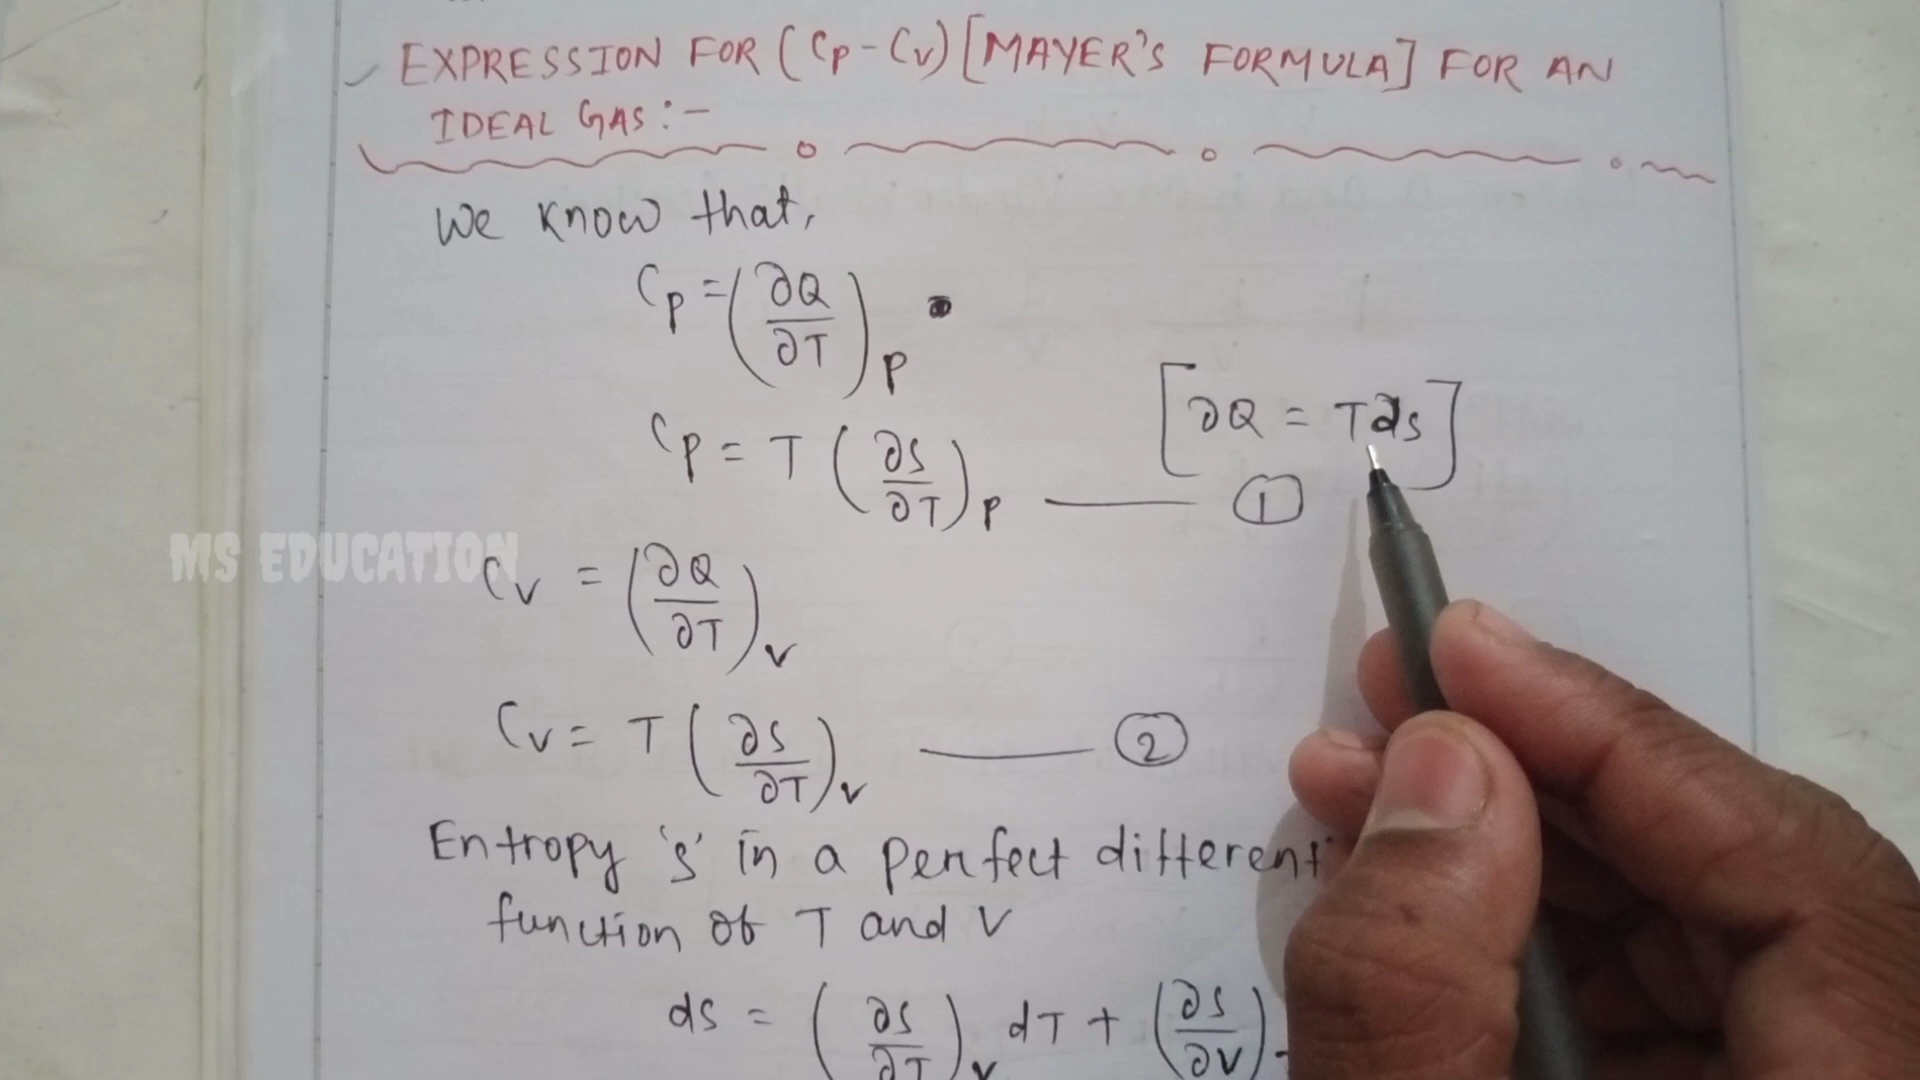 EXPRESSION FOR (Cp - Cv) [MAYER'S FORMULA] FOR AN
IDEAL GAS :-
We know that,
Cp = (∂Q/∂T)P
[∂Q = T∂s]
Cp = T (∂S/∂T)P —— ①
MS EDUCATION
Cv = (∂Q/∂T)V
Cv = T (∂S/∂T)V —— ②
Entropy 's' in a perfect different
function of T and V
ds = (∂S/∂T)V dT + (∂S/∂V)